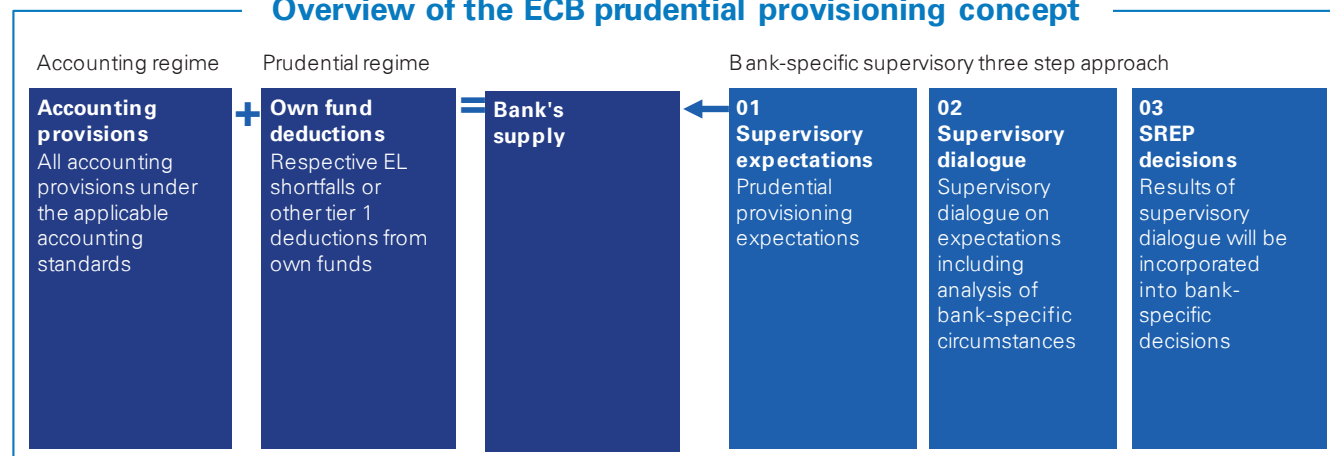 Overview of the ECB prudential provisioning concept
Accounting regime
Prudential regime
Bank-specific supervisory three step approach
Accounting
provisions
All accounting
provisions under
the applicable
accounting
standards
+
Own fund
deductions
Respective EL
shortfalls or
other tier 1
deductions from
own funds
=
Bank's
supply
01
Supervisory
expectations
Prudential
provisioning
expectations
02
Supervisory
dialogue
Supervisory
dialogue on
expectations
including
analysis of
bank-specific
circumstances
03
SREP
decisions
Results of
supervisory
dialogue will be
incorporated
into bank-
specific
decisions